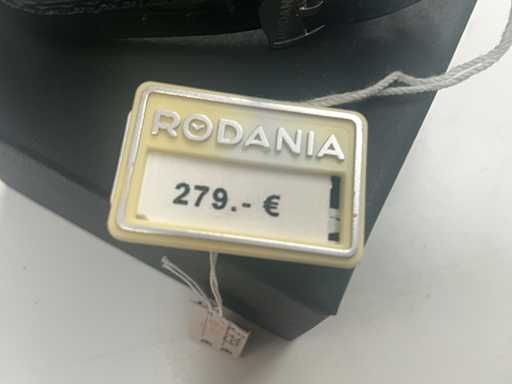 RODANIA
279.- €